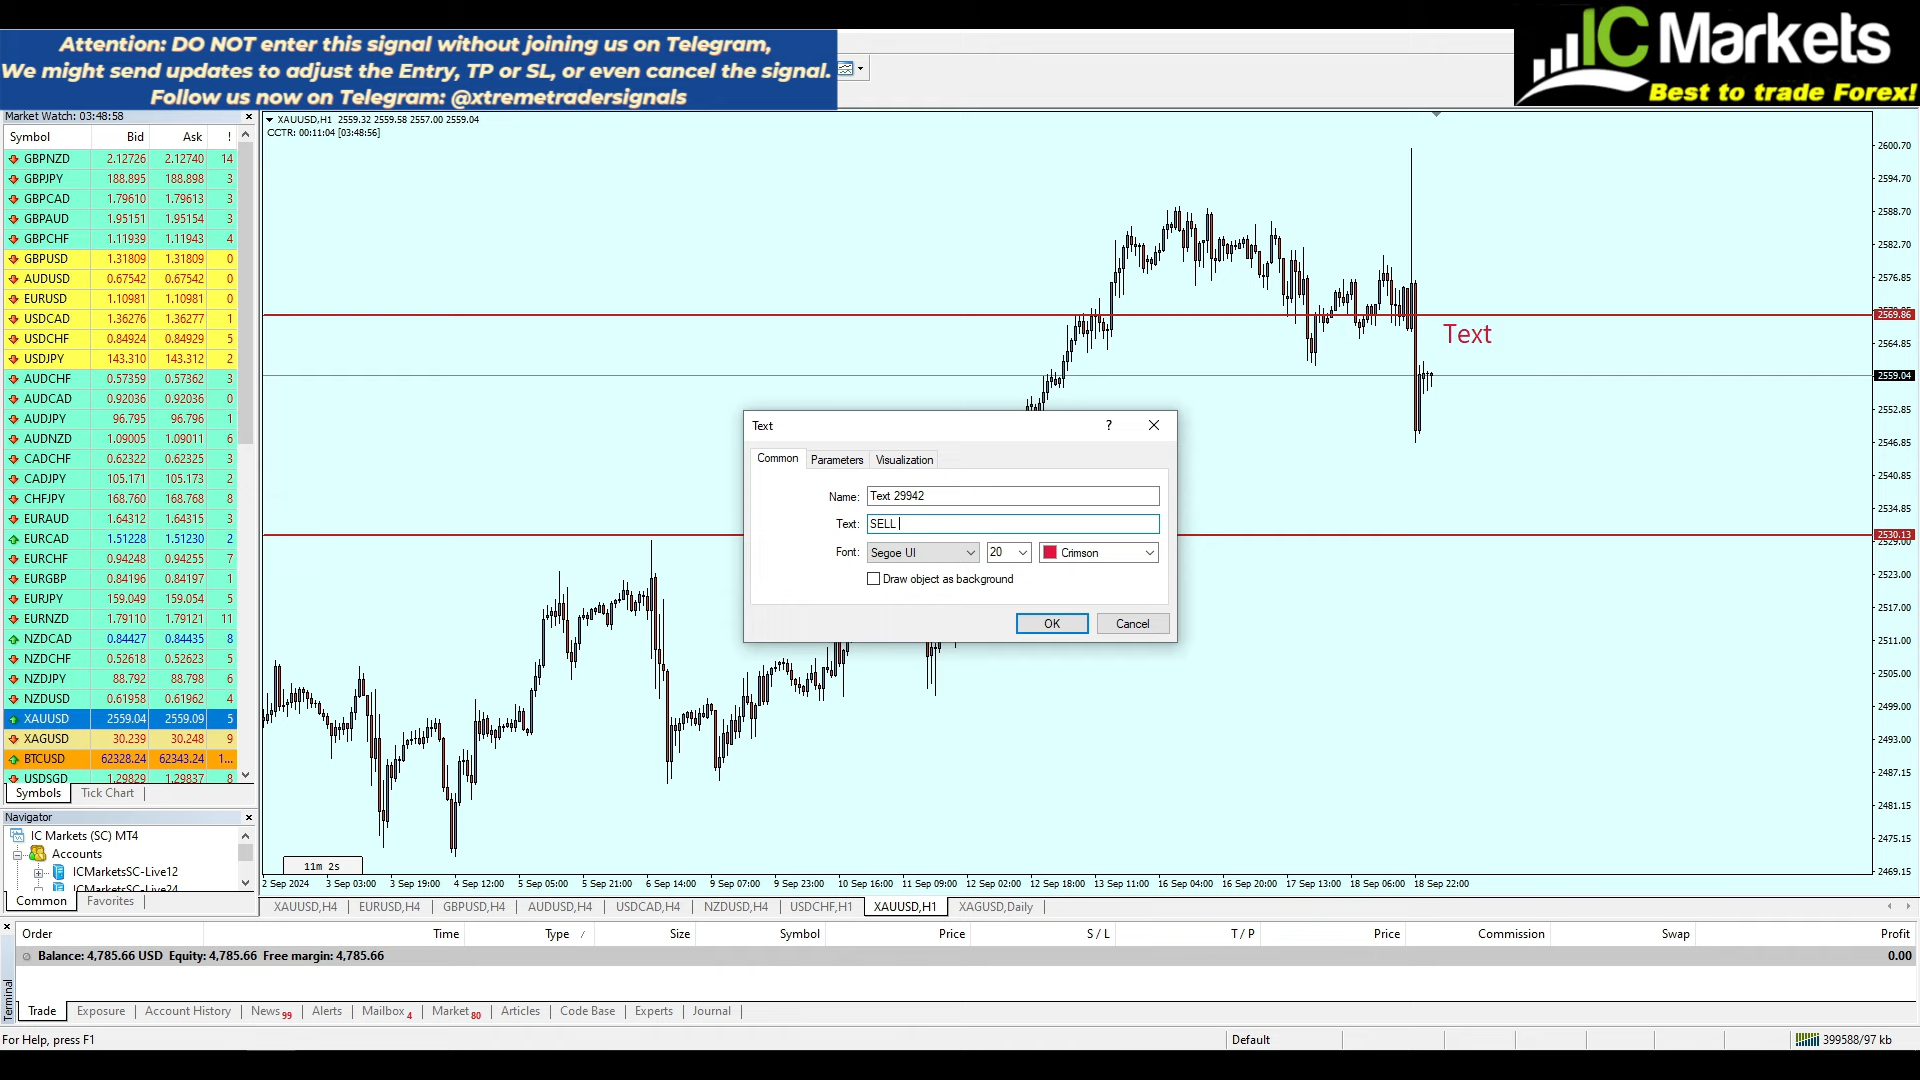 Attention: DO NOT enter this signal without joining us on Telegram,
We might send updates to adjust the Entry, TP or SL, or even cancel the signal.
Follow us now on Telegram: @xtremetradersignals
IC Markets
Best to trade Forex!
Market Watch: 03:48:58
Symbol Bid Ask !
GBPNZD 2.12726 2.12740 14
GBPJPY 188.895 188.898 3
GBPCAD 1.79610 1.79613 3
GBPAUD 1.95151 1.95154 3
GBPCHF 1.11939 1.11943 4
GBPUSD 1.31809 1.31809 0
AUDUSD 0.67542 0.67542 0
EURUSD 1.10981 1.10981 0
USDCAD 1.36276 1.36277 1
USDCHF 0.84924 0.84929 5
USDJPY 143.310 143.312 2
AUDCHF 0.57359 0.57362 3
AUDCAD 0.92036 0.92036 0
AUDJPY 96.795 96.796 1
AUDNZD 1.09005 1.09011 6
CADCHF 0.62322 0.62325 3
CADJPY 105.171 105.173 2
CHFJPY 168.760 168.768 8
EURAUD 1.64312 1.64315 3
EURCAD 1.51228 1.51230 2
EURCHF 0.94248 0.94255 7
EURGBP 0.84196 0.84197 1
EURJPY 159.049 159.054 5
EURNZD 1.79110 1.79121 11
NZDCAD 0.84427 0.84435 8
NZDCHF 0.52618 0.52623 5
NZDJPY 88.792 88.798 6
NZDUSD 0.61958 0.61962 4
XAUUSD 2559.04 2559.09 5
XAGUSD 30.239 30.248 9
BTCUSD 62328.24 62343.24 1...
USDSGD 1.29829 1.29837 8
Symbols Tick Chart
Navigator
IC Markets (SC) MT4
Accounts
ICMarketsSC-Live12
ICMarketsSC-Live24
Common Favorites
XAUUSD,H1 2559.32 2559.58 2557.00 2559.04
CCTR: 00:11:04 [03:48:56]
Text
2600.70
2594.70
2588.70
2582.70
2576.85
2569.86
2564.85
2559.04
2552.85
2546.85
2540.85
2534.85
2530.13
2529.00
2523.00
2517.00
2511.00
2505.00
2499.00
2493.00
2487.15
2481.15
2475.15
2469.15
Text ?
Common Parameters Visualization
Name: Text 29942
Text: SELL
Font: Segoe UI 20 Crimson
Draw object as background
OK Cancel
11m 2s
2 Sep 2024 3 Sep 03:00 3 Sep 19:00 4 Sep 12:00 5 Sep 05:00 5 Sep 21:00 6 Sep 14:00 9 Sep 07:00 9 Sep 23:00 10 Sep 16:00 11 Sep 09:00 12 Sep 02:00 12 Sep 18:00 13 Sep 11:00 16 Sep 04:00 16 Sep 20:00 17 Sep 13:00 18 Sep 06:00 18 Sep 22:00
XAUUSD,H4 EURUSD,H4 GBPUSD,H4 AUDUSD,H4 USDCAD,H4 NZDUSD,H4 USDCHF,H1 XAUUSD,H1 XAGUSD,Daily
Order Time Type Size Symbol Price S / L T / P Price Commission Swap Profit
Balance: 4,785.66 USD Equity: 4,785.66 Free margin: 4,785.66 0.00
Terminal
Trade Exposure Account History News 99 Alerts Mailbox 4 Market 80 Articles Code Base Experts Journal
For Help, press F1 Default 399588/97 kb